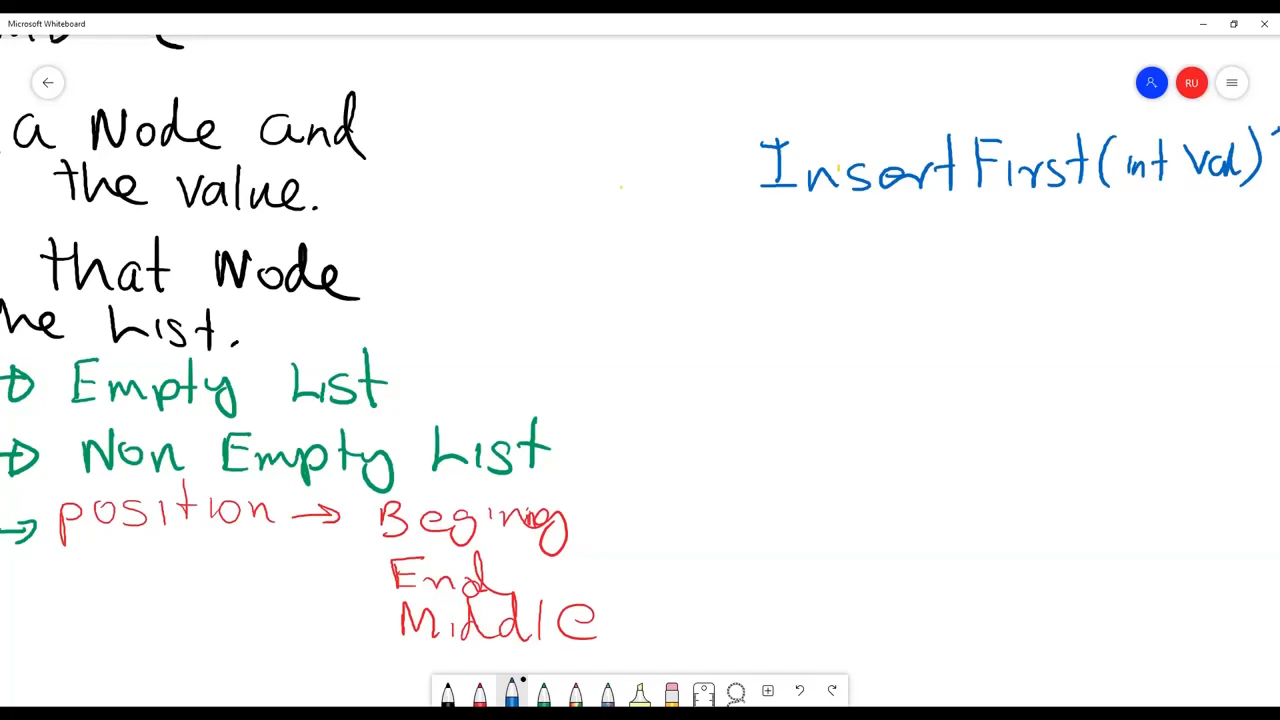 Microsoft Whiteboard
a Node and
the value.
that Node
List.
Empty List
Non Empty List
position → Begining
End
Middle
InsertFirst(int val)
RU